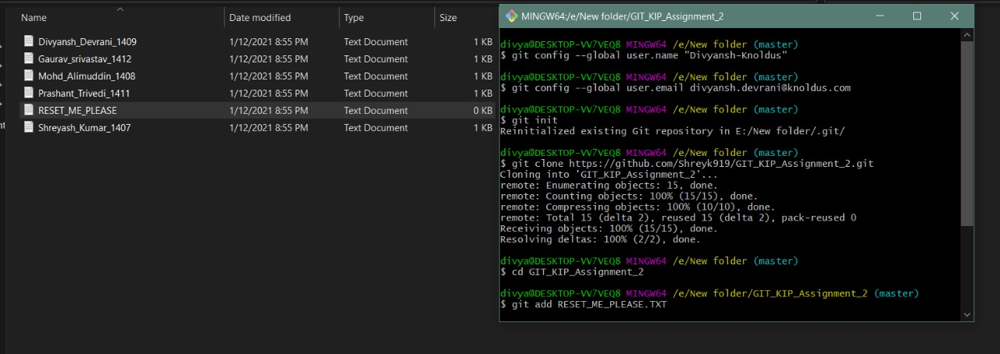 Name Date modified Type Size
Divyansh_Devrani_1409 1/12/2021 8:55 PM Text Document 1 KB
Gaurav_srivastav_1412 1/12/2021 8:55 PM Text Document 1 KB
Mohd_Alimuddin_1408 1/12/2021 8:55 PM Text Document 1 KB
Prashant_Trivedi_1411 1/12/2021 8:55 PM Text Document 1 KB
RESET_ME_PLEASE 1/12/2021 8:55 PM Text Document 0 KB
Shreyash_Kumar_1407 1/12/2021 8:55 PM Text Document 1 KB
MINGW64:/e/New folder/GIT_KIP_Assignment_2
divya@DESKTOP-VV7VEQ8 MINGW64 /e/New folder (master)
$ git config --global user.name "Divyansh-Knoldus"
divya@DESKTOP-VV7VEQ8 MINGW64 /e/New folder (master)
$ git config --global user.email divyansh.devrani@knoldus.com
divya@DESKTOP-VV7VEQ8 MINGW64 /e/New folder (master)
$ git init
Reinitialized existing Git repository in E:/New folder/.git/
divya@DESKTOP-VV7VEQ8 MINGW64 /e/New folder (master)
$ git clone https://github.com/Shreyk919/GIT_KIP_Assignment_2.git
Cloning into 'GIT_KIP_Assignment_2'...
remote: Enumerating objects: 15, done.
remote: Counting objects: 100% (15/15), done.
remote: Compressing objects: 100% (10/10), done.
remote: Total 15 (delta 2), reused 15 (delta 2), pack-reused 0
Receiving objects: 100% (15/15), done.
Resolving deltas: 100% (2/2), done.
divya@DESKTOP-VV7VEQ8 MINGW64 /e/New folder (master)
$ cd GIT_KIP_Assignment_2
divya@DESKTOP-VV7VEQ8 MINGW64 /e/New folder/GIT_KIP_Assignment_2 (master)
$ git add RESET_ME_PLEASE.TXT